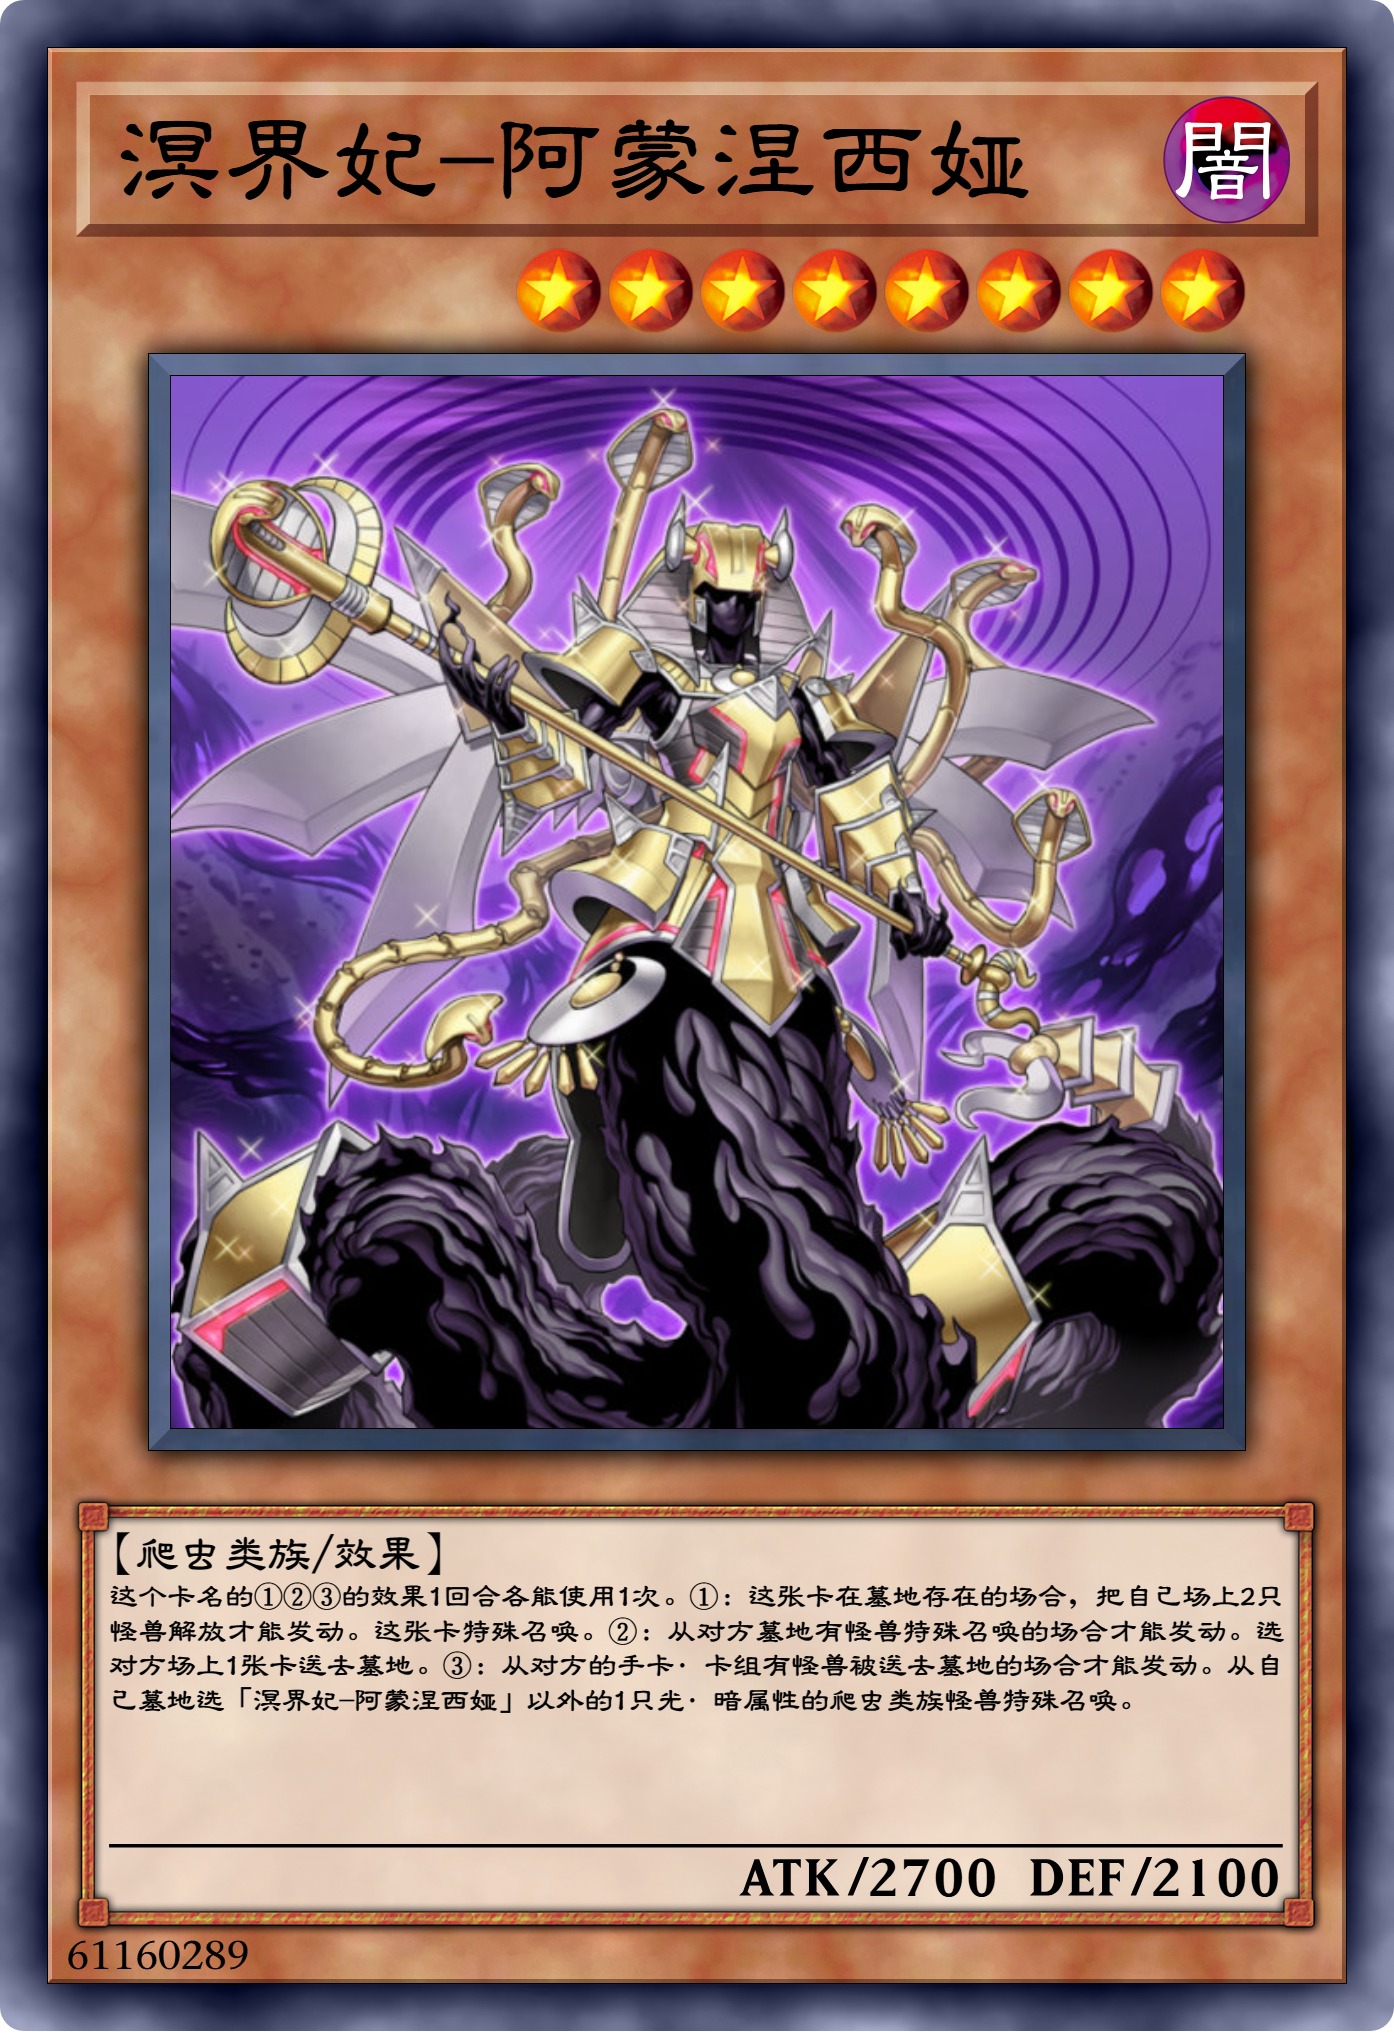 溟界妃-阿蒙涅西娅
闇
【爬虫类族/效果】
这个卡名的①②③的效果1回合各能使用1次。①：这张卡在墓地存在的场合，把自己场上2只
怪兽解放才能发动。这张卡特殊召唤。②：从对方墓地有怪兽特殊召唤的场合才能发动。选
对方场上1张卡送去墓地。③：从对方的手卡·卡组有怪兽被送去墓地的场合才能发动。从自
己墓地选「溟界妃-阿蒙涅西娅」以外的1只光·暗属性的爬虫类族怪兽特殊召唤。
ATK/2700 DEF/2100
61160289